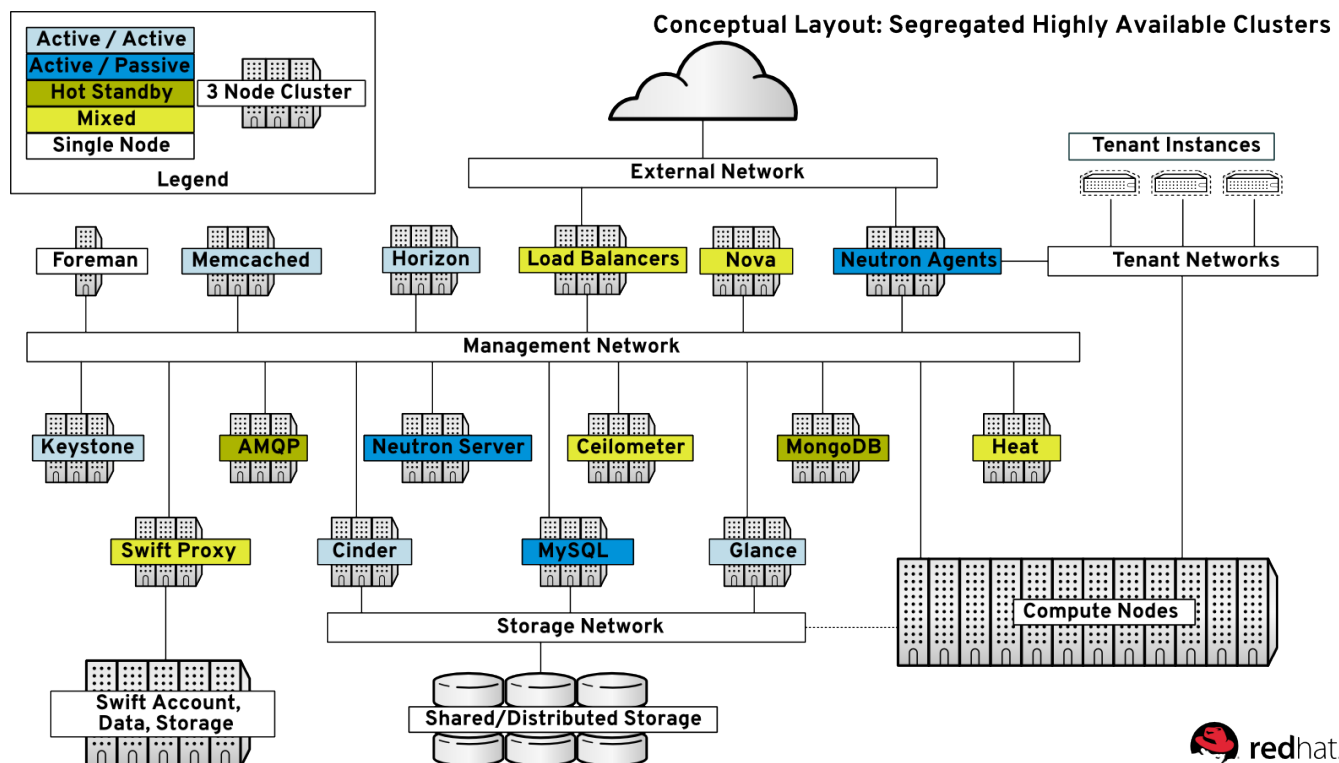 Conceptual Layout: Segregated Highly Available Clusters
Active / Active
Active / Passive
Hot Standby
Mixed
Single Node
3 Node Cluster
Legend
External Network
Tenant Instances
Foreman
Memcached
Horizon
Load Balancers
Nova
Neutron Agents
Tenant Networks
Management Network
Keystone
AMQP
Neutron Server
Ceilometer
MongoDB
Heat
Swift Proxy
Cinder
MySQL
Glance
Compute Nodes
Storage Network
Swift Account,
Data, Storage
Shared/Distributed Storage
redhat